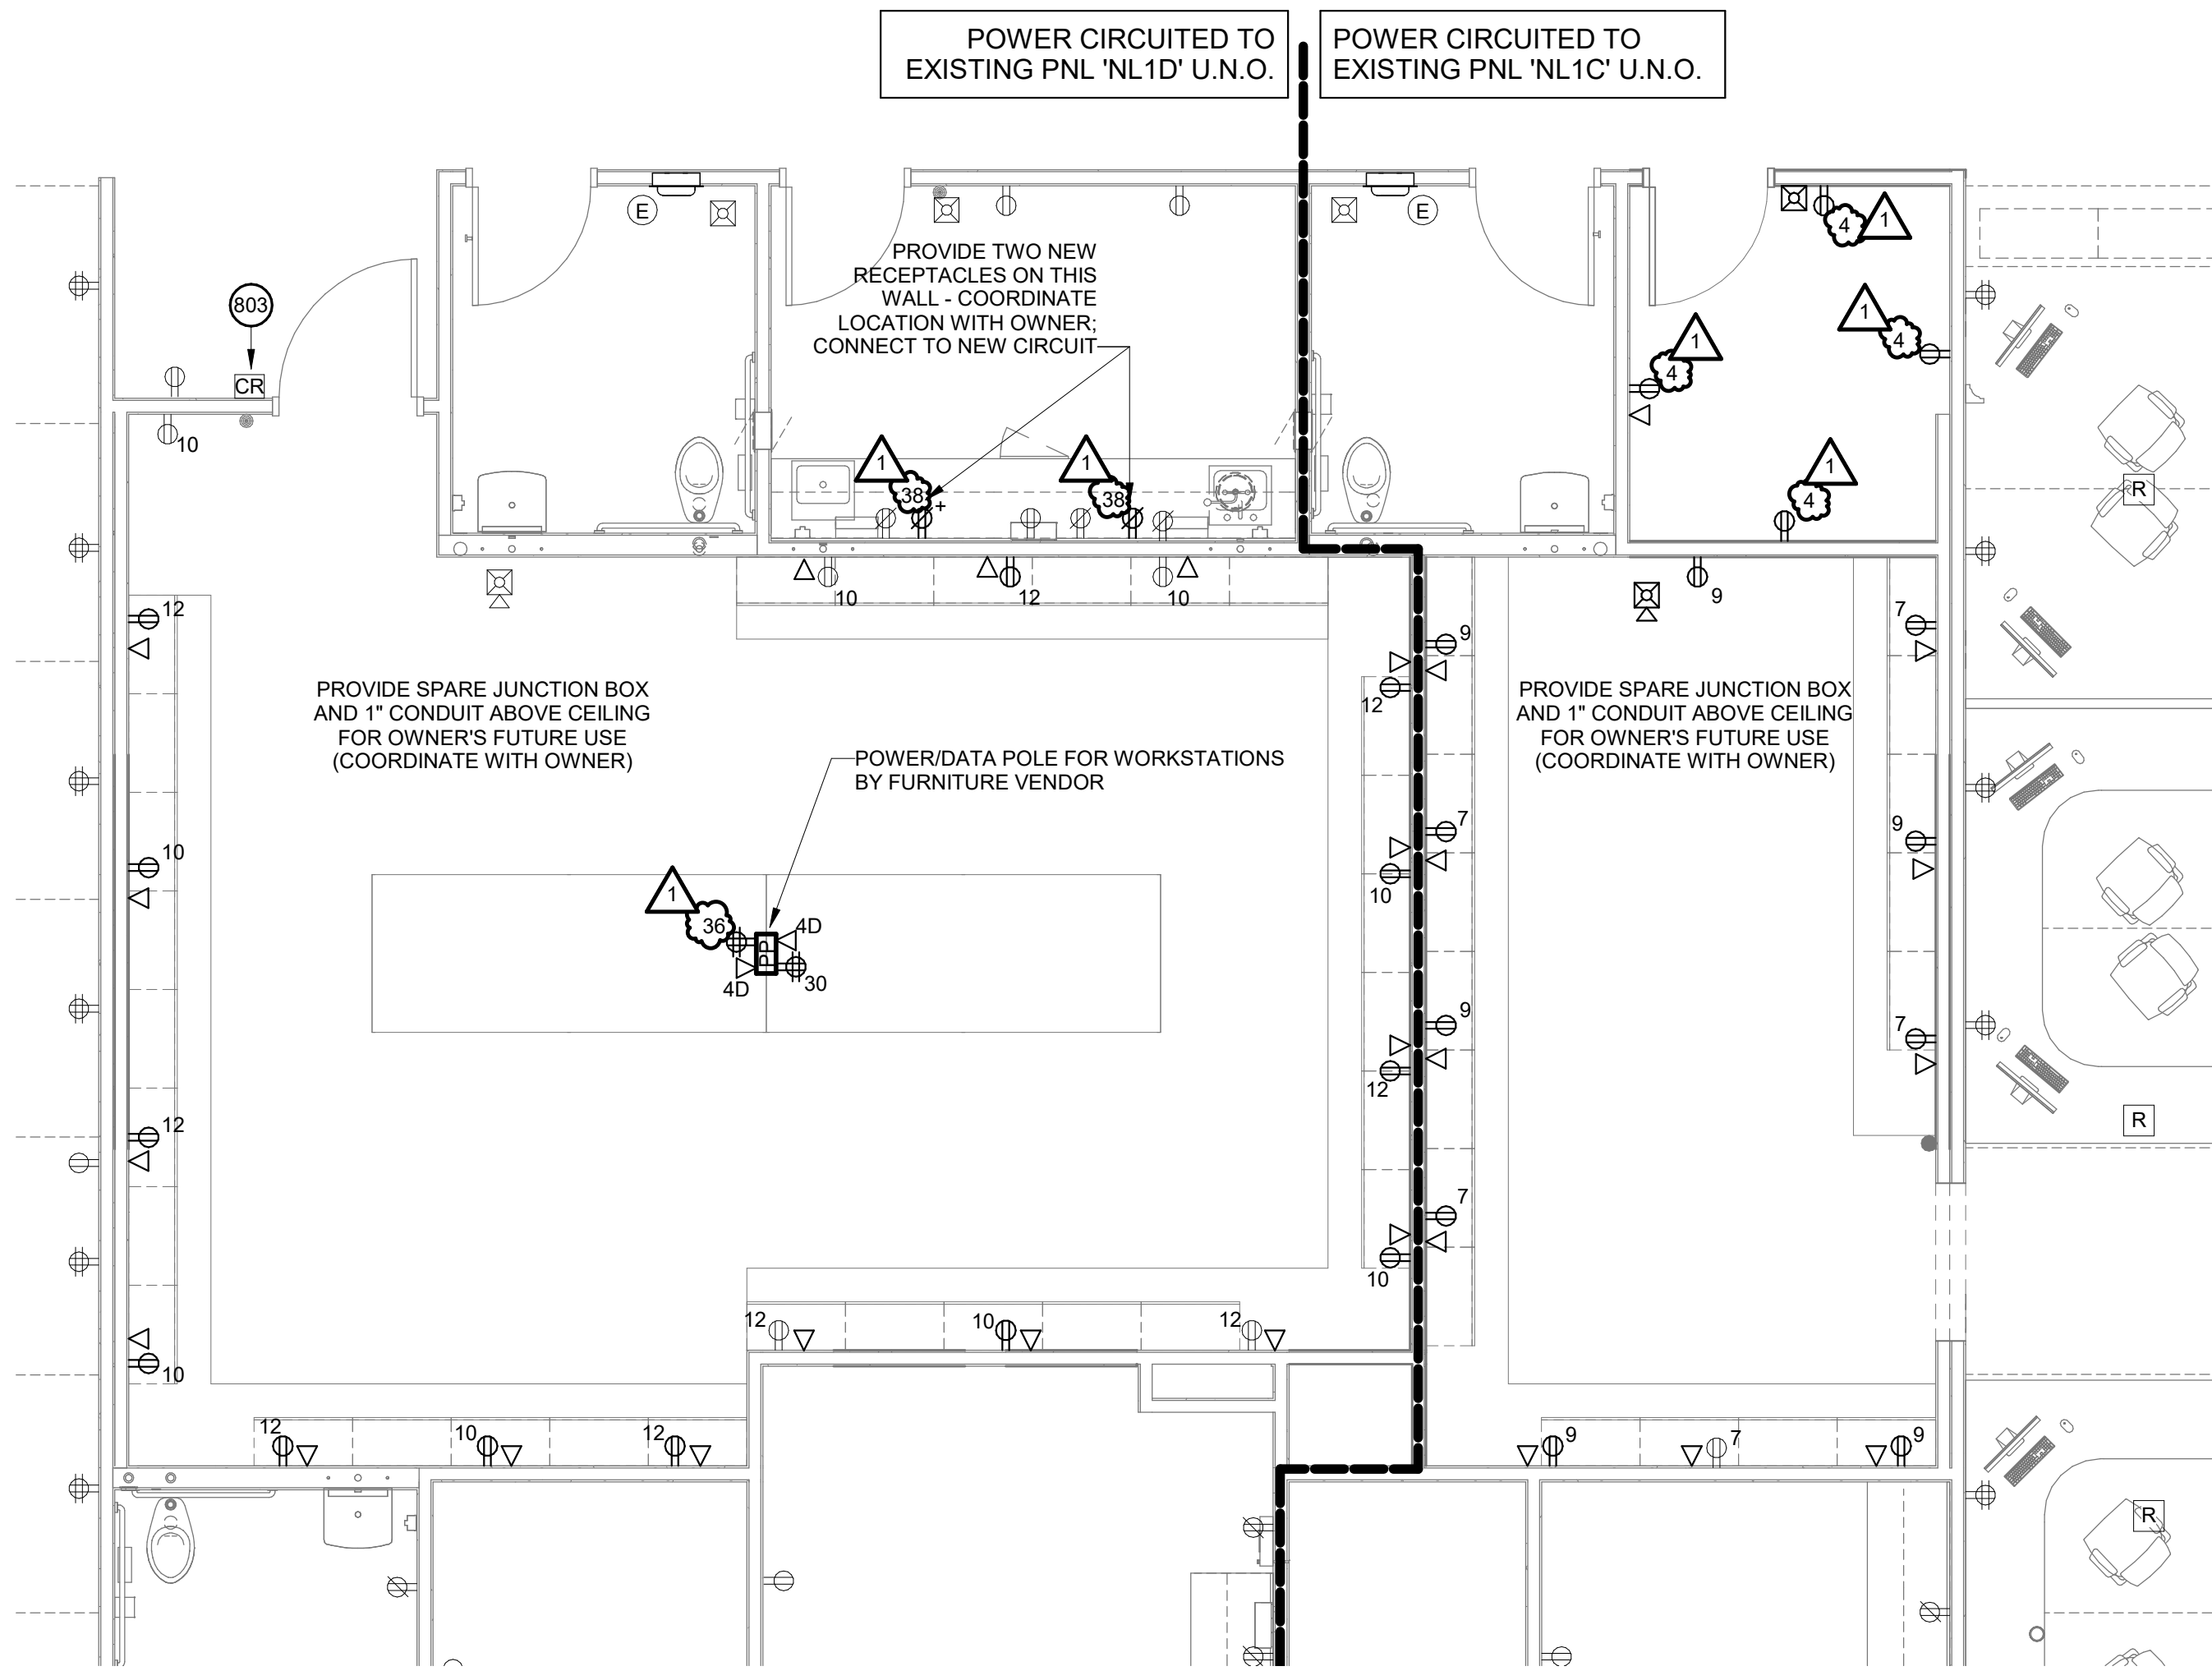 POWER CIRCUITED TO
EXISTING PNL 'NL1D' U.N.O.
POWER CIRCUITED TO
EXISTING PNL 'NL1C' U.N.O.
E
E
4
1
PROVIDE TWO NEW
RECEPTACLES ON THIS
WALL - COORDINATE
LOCATION WITH OWNER;
CONNECT TO NEW CIRCUIT
803
CR
1
4
1
4
10
1
38
+
1
38
1
4
R
10
12
10
9
12
9
7
12
PROVIDE SPARE JUNCTION BOX
AND 1" CONDUIT ABOVE CEILING
FOR OWNER'S FUTURE USE
(COORDINATE WITH OWNER)
PROVIDE SPARE JUNCTION BOX
AND 1" CONDUIT ABOVE CEILING
FOR OWNER'S FUTURE USE
(COORDINATE WITH OWNER)
POWER/DATA POLE FOR WORKSTATIONS
BY FURNITURE VENDOR
7
9
10
10
1
36
4D
PP
4D
30
9
7
12
12
R
7
10
12
10
12
10
12
10
12
9
7
9
R